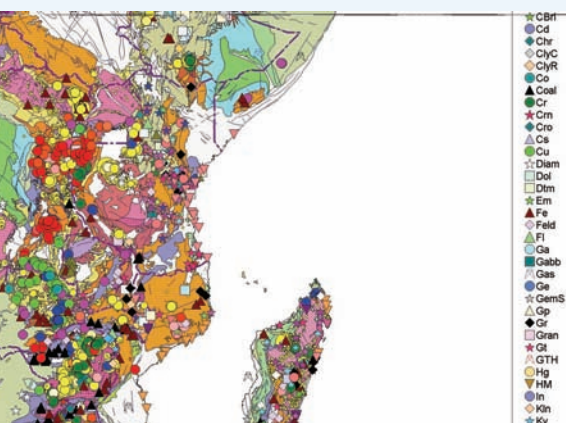 CBrl
Cd
Chr
ClyC
ClyR
Co
Coal
Cr
Crn
Cro
Cs
Cu
Diam
Dol
Dtm
Em
Fe
Feld
Fl
Ga
Gabb
Gas
Ge
GemS
Gp
Gr
Gran
Gt
GTH
Hg
HM
In
Kln
Ky